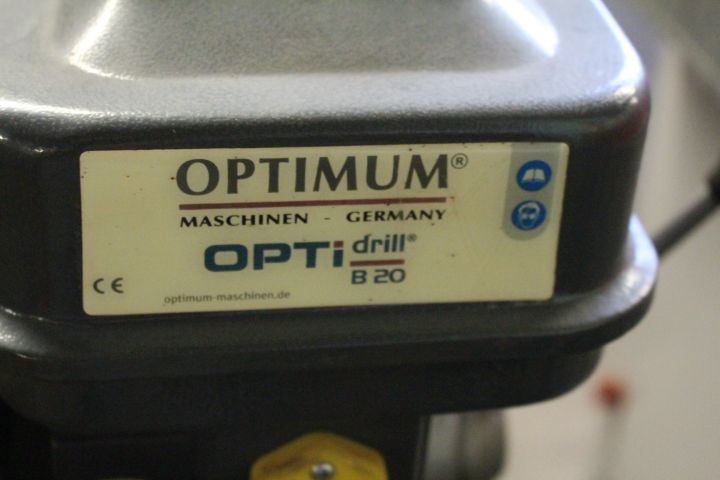 OPTIMUM®
MASCHINEN - GERMANY
OPTi drill®
B 20
CE
optimum-maschinen.de